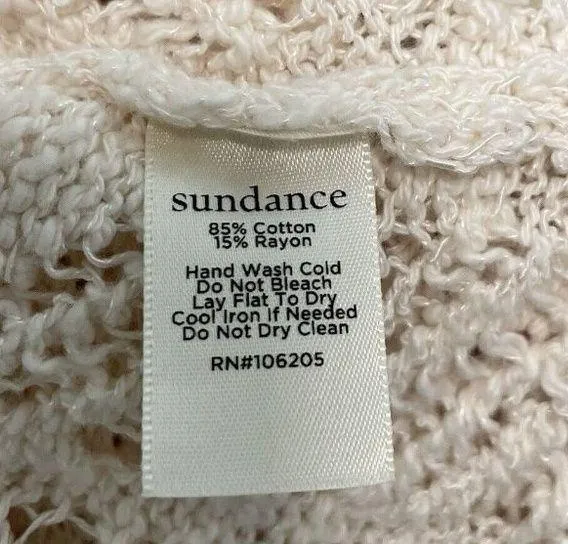 sundance
85% Cotton
15% Rayon
Hand Wash Cold
Do Not Bleach
Lay Flat To Dry
Cool Iron If Needed
Do Not Dry Clean
RN#106205